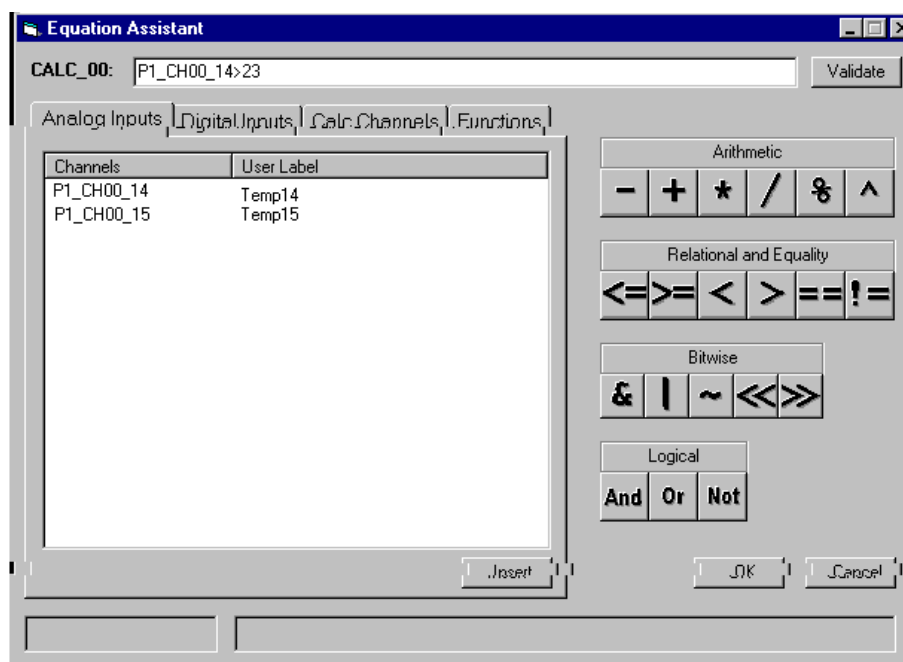 Equation Assistant
CALC_00: P1_CH00_14>23 Validate
Analog Inputs Digital Inputs Calc Channels Functions
Channels User Label
P1_CH00_14 Temp14
P1_CH00_15 Temp15
Arithmetic
- + * / % ^
Relational and Equality
<= >= < > == !=
Bitwise
& | ~ << >>
Logical
And Or Not
Insert OK Cancel